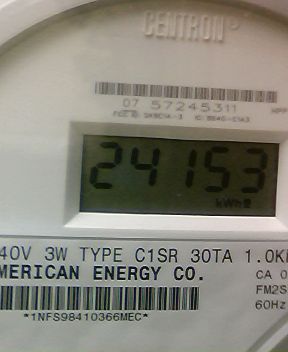 CENTRON
07 57245311
24153
kWh
40V 3W TYPE C1SR 30TA 1.0K
MERICAN ENERGY CO.
CA 0
FM2S
60Hz
*1NFS98410366MEC*